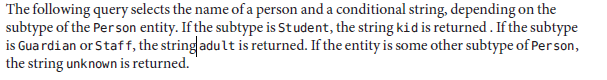 The following query selects the name of a person and a conditional string, depending on the
subtype of the Person entity. If the subtype is Student, the string kid is returned . If the subtype
is Guardian or Staff, the string adult is returned. If the entity is some other subtype of Person,
the string unknown is returned.